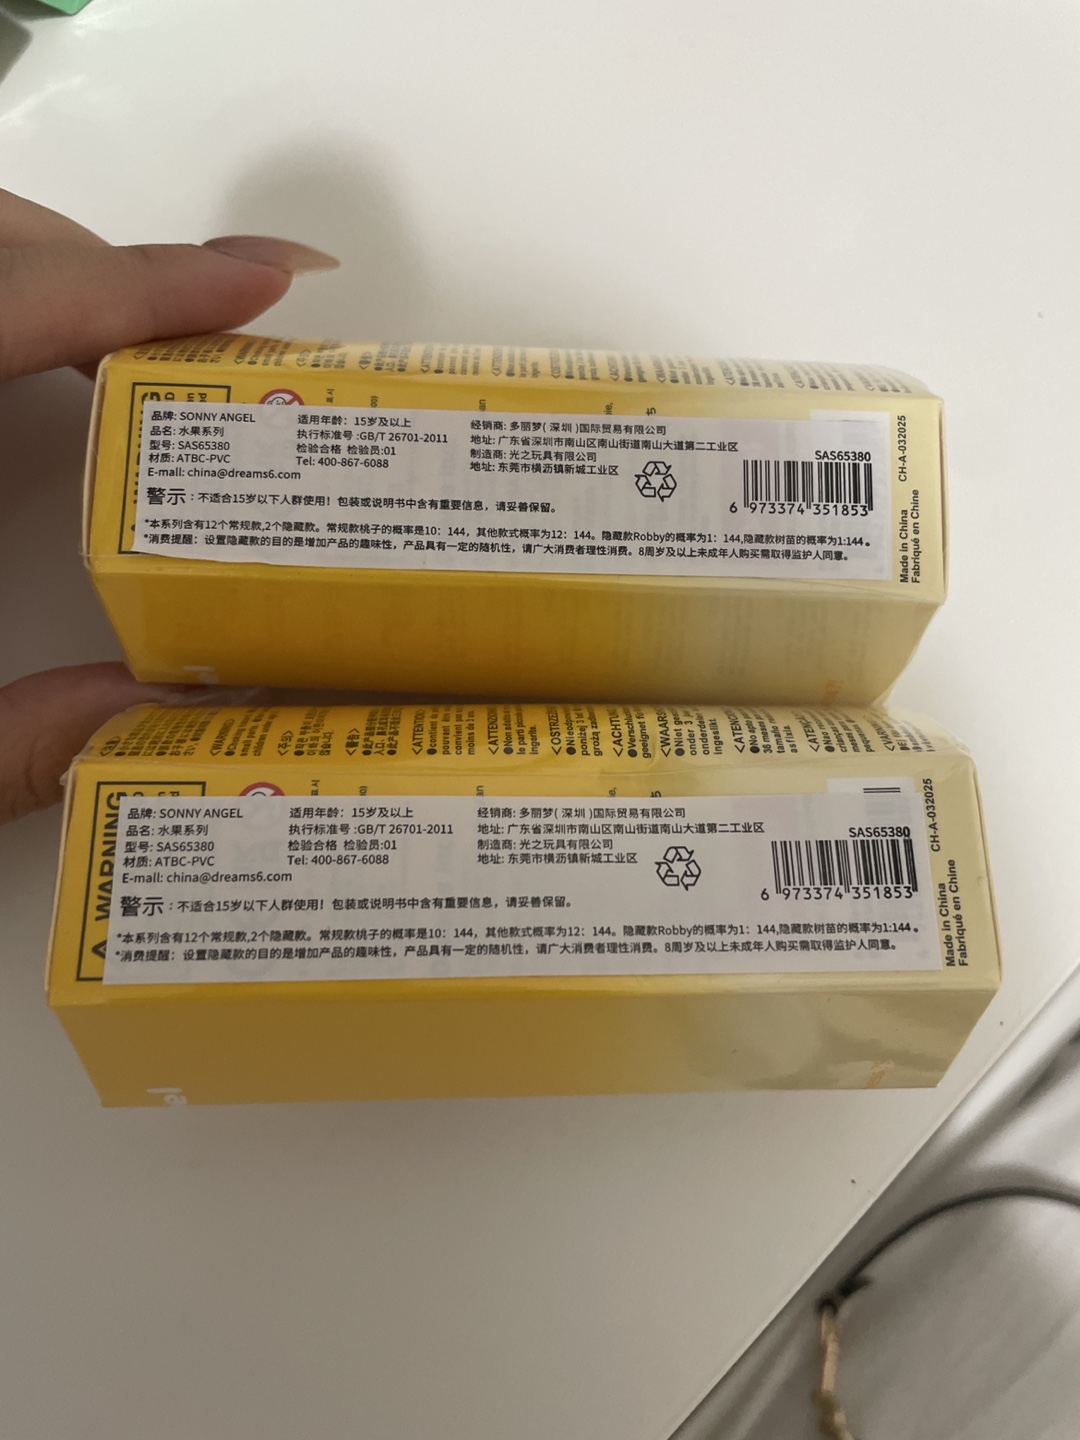 品牌: SONNY ANGEL
品名: 水果系列
型号: SAS65380
材质: ATBC-PVC
E-mall: china@dreams6.com
适用年龄: 15岁及以上
执行标准号 :GB/T 26701-2011
检验合格 检验员:01
Tel: 400-867-6088
经销商: 多丽梦( 深圳 )国际贸易有限公司
地址: 广东省深圳市南山区南山街道南山大道第二工业区
制造商: 光之玩具有限公司
地址: 东莞市横沥镇新城工业区
SAS65380
6 973374 351853
警示：不适合15岁以下人群使用！包装或说明书中含有重要信息，请妥善保留。
*本系列含有12个常规款,2个隐藏款。常规款桃子的概率是10：144，其他款式概率为12：144。隐藏款Robby的概率为1：144,隐藏款树苗的概率为1:144。
*消费提醒：设置隐藏款的目的是增加产品的趣味性，产品具有一定的随机性，请广大消费者理性消费。8周岁及以上未成年人购买需取得监护人同意。
CH-A-032025
Made in China
Fabriqué en Chine
<WARNING>
<주의>
<警告>
<ATTENTION>
<ATTENZIONE
<OSTRZEŻ
<ACHTUN
<WAARS
<ATENCIÓ
WARNING
品牌: SONNY ANGEL
品名: 水果系列
型号: SAS65380
材质: ATBC-PVC
E-mall: china@dreams6.com
适用年龄: 15岁及以上
执行标准号 :GB/T 26701-2011
检验合格 检验员:01
Tel: 400-867-6088
经销商: 多丽梦( 深圳 )国际贸易有限公司
地址: 广东省深圳市南山区南山街道南山大道第二工业区
制造商: 光之玩具有限公司
地址: 东莞市横沥镇新城工业区
SAS65380
6 973374 351853
警示：不适合15岁以下人群使用！包装或说明书中含有重要信息，请妥善保留。
*本系列含有12个常规款,2个隐藏款。常规款桃子的概率是10：144，其他款式概率为12：144。隐藏款Robby的概率为1：144,隐藏款树苗的概率为1:144。
*消费提醒：设置隐藏款的目的是增加产品的趣味性，产品具有一定的随机性，请广大消费者理性消费。8周岁及以上未成年人购买需取得监护人同意。
CH-A-032025
Made in China
Fabriqué en Chine